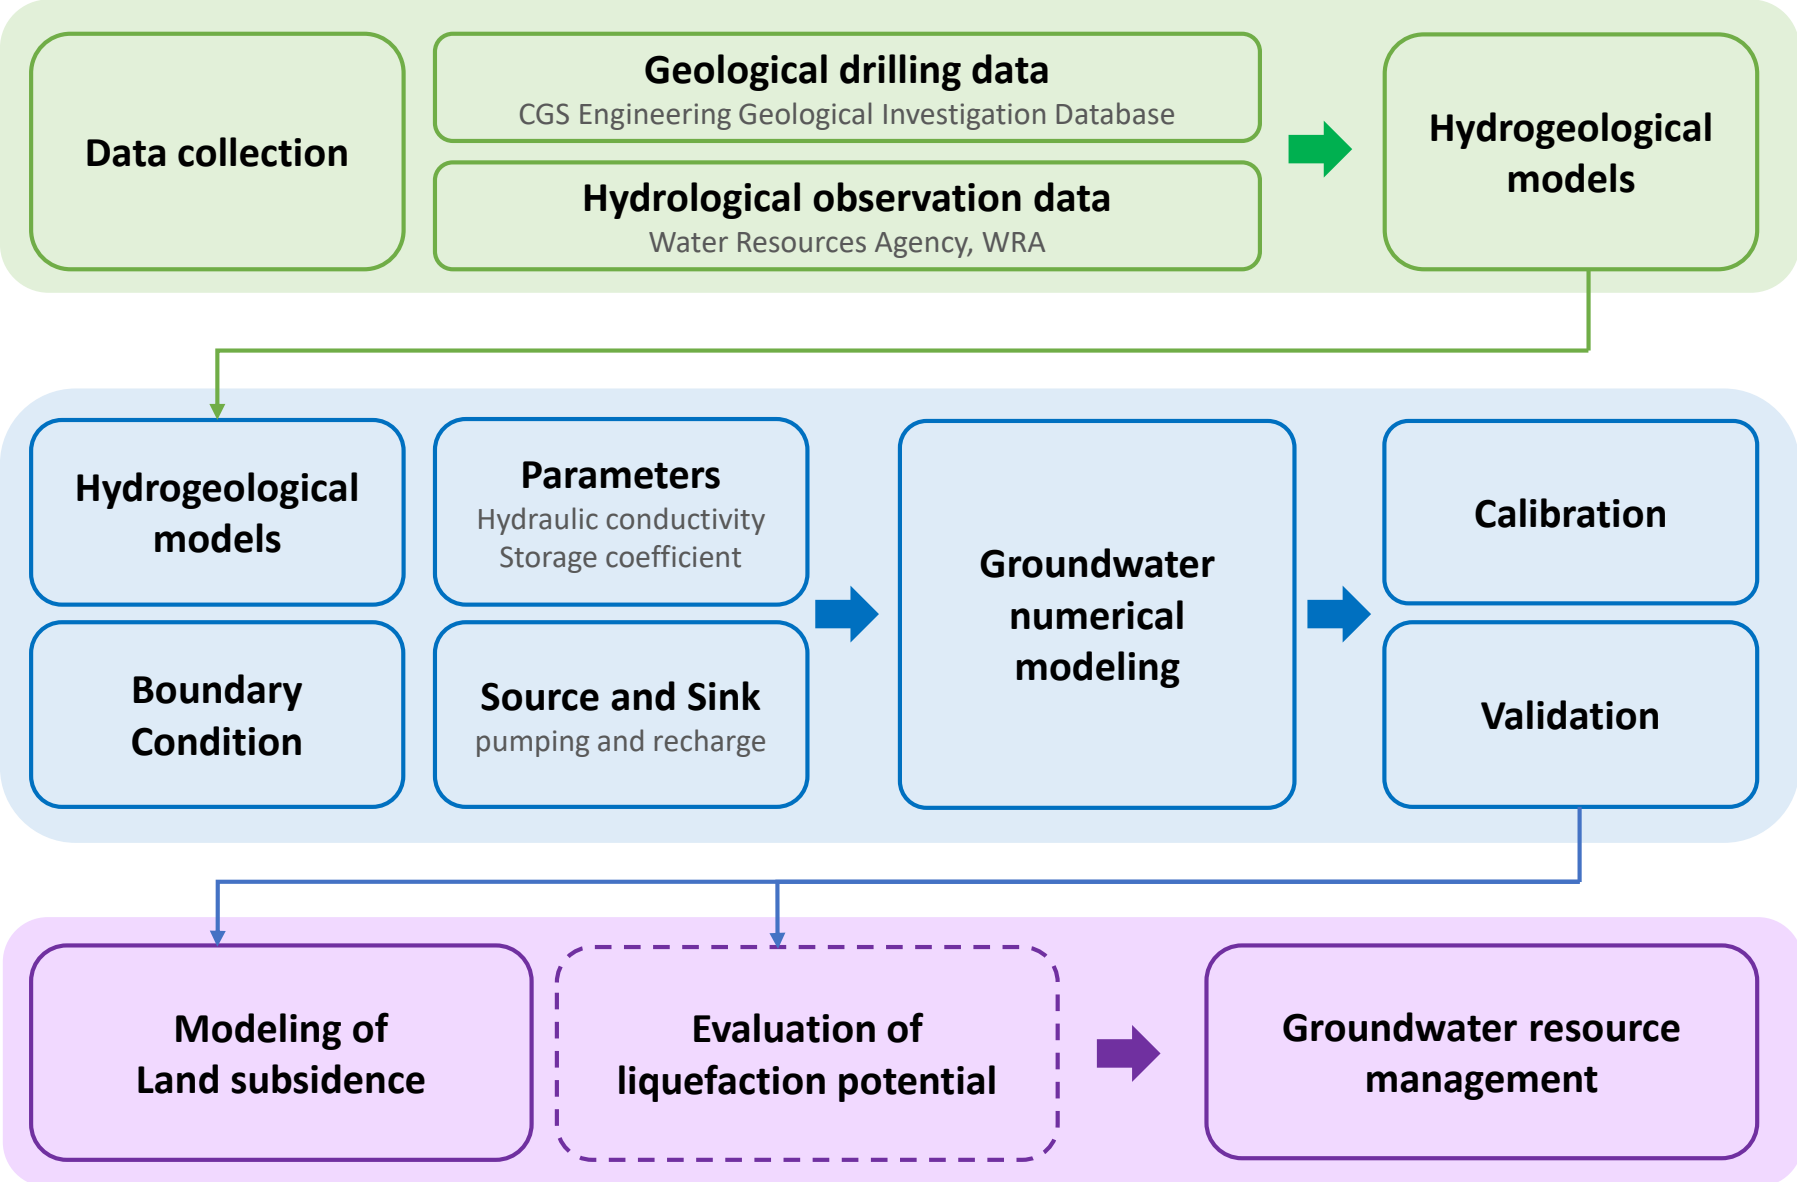 Data collection
Geological drilling data
CGS Engineering Geological Investigation Database
Hydrological observation data
Water Resources Agency, WRA
Hydrogeological
models
Hydrogeological
models
Parameters
Hydraulic conductivity
Storage coefficient
Boundary
Condition
Source and Sink
pumping and recharge
Groundwater
numerical
modeling
Calibration
Validation
Modeling of
Land subsidence
Evaluation of
liquefaction potential
Groundwater resource
management